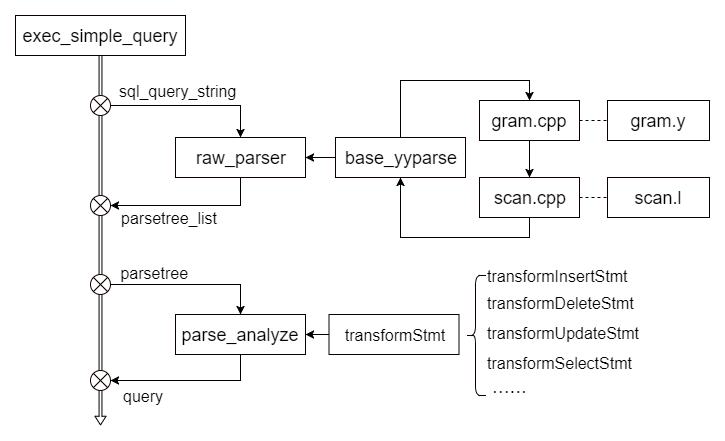 exec_simple_query
sql_query_string
gram.cpp
gram.y
raw_parser
base_yyparse
scan.cpp
scan.l
parsetree_list
parsetree
transformInsertStmt
transformDeleteStmt
parse_analyze
transformStmt
transformUpdateStmt
transformSelectStmt
......
query